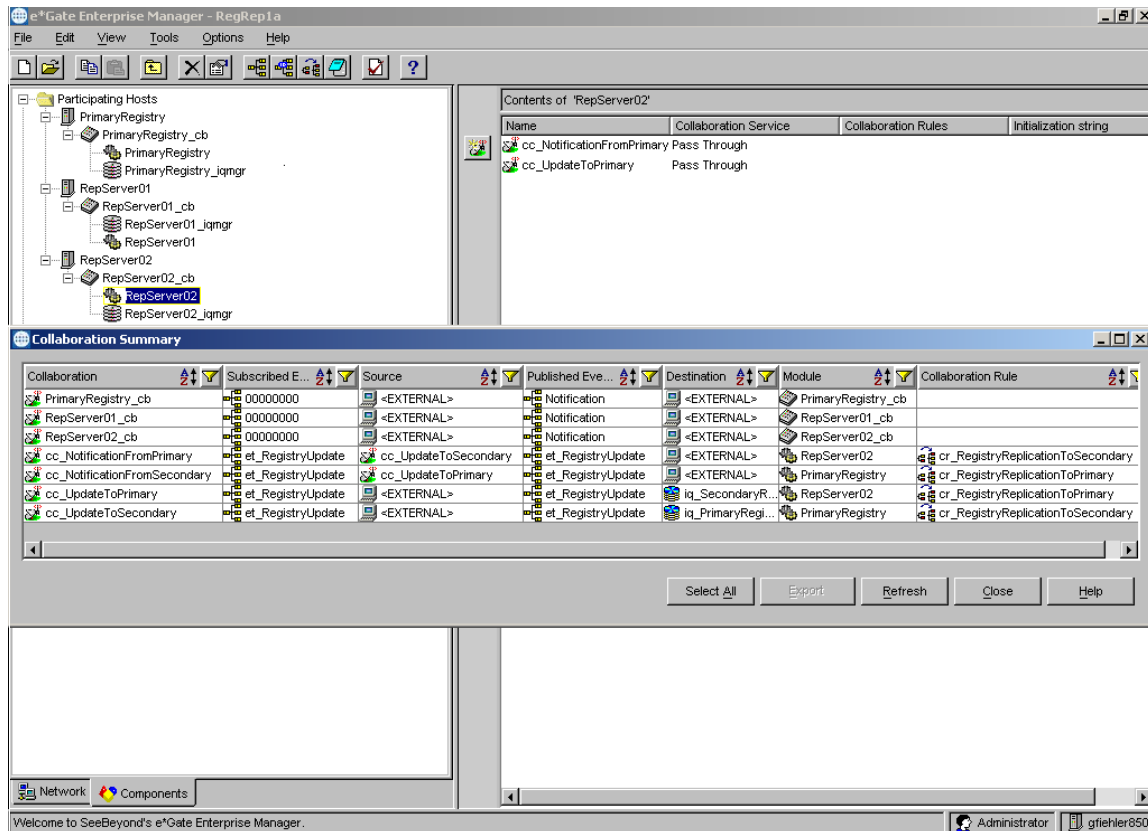 e*Gate Enterprise Manager - RegRep1a
File Edit View Tools Options Help
Participating Hosts
PrimaryRegistry
PrimaryRegistry_cb
PrimaryRegistry
PrimaryRegistry_iqmgr
RepServer01
RepServer01_cb
RepServer01_iqmgr
RepServer01
RepServer02
RepServer02_cb
RepServer02
RepServer02_iqmgr
Contents of 'RepServer02'
Name Collaboration Service Collaboration Rules Initialization string
cc_NotificationFromPrimary Pass Through
cc_UpdateToPrimary Pass Through
Collaboration Summary
Collaboration Subscribed E... Source Published Eve... Destination Module Collaboration Rule
PrimaryRegistry_cb 00000000 <EXTERNAL> Notification <EXTERNAL> PrimaryRegistry_cb
RepServer01_cb 00000000 <EXTERNAL> Notification <EXTERNAL> RepServer01_cb
RepServer02_cb 00000000 <EXTERNAL> Notification <EXTERNAL> RepServer02_cb
cc_NotificationFromPrimary et_RegistryUpdate cc_UpdateToSecondary et_RegistryUpdate <EXTERNAL> RepServer02 cr_RegistryReplicationToSecondary
cc_NotificationFromSecondary et_RegistryUpdate cc_UpdateToPrimary et_RegistryUpdate <EXTERNAL> PrimaryRegistry cr_RegistryReplicationToPrimary
cc_UpdateToPrimary et_RegistryUpdate <EXTERNAL> et_RegistryUpdate iq_SecondaryR... RepServer02 cr_RegistryReplicationToPrimary
cc_UpdateToSecondary et_RegistryUpdate <EXTERNAL> et_RegistryUpdate iq_PrimaryRegi... PrimaryRegistry cr_RegistryReplicationToSecondary
Select All Export Refresh Close Help
Network Components
Welcome to SeeBeyond's e*Gate Enterprise Manager. Administrator gfiehler850